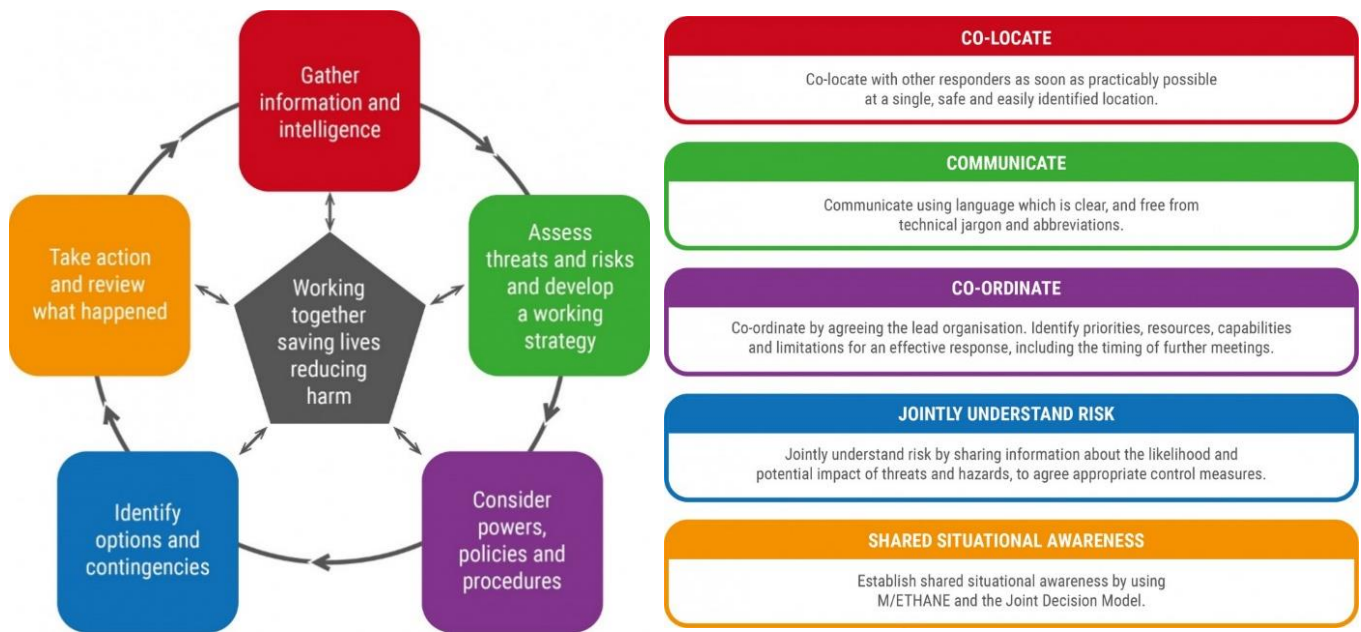 Gather
information and
intelligence
Assess
threats and risks
and develop
a working
strategy
Consider
powers,
policies and
procedures
Identify
options and
contingencies
Take action
and review
what happened
Working
together
saving lives
reducing
harm
CO-LOCATE
Co-locate with other responders as soon as practicably possible
at a single, safe and easily identified location.
COMMUNICATE
Communicate using language which is clear, and free from
technical jargon and abbreviations.
CO-ORDINATE
Co-ordinate by agreeing the lead organisation. Identify priorities, resources, capabilities
and limitations for an effective response, including the timing of further meetings.
JOINTLY UNDERSTAND RISK
Jointly understand risk by sharing information about the likelihood and
potential impact of threats and hazards, to agree appropriate control measures.
SHARED SITUATIONAL AWARENESS
Establish shared situational awareness by using
M/ETHANE and the Joint Decision Model.